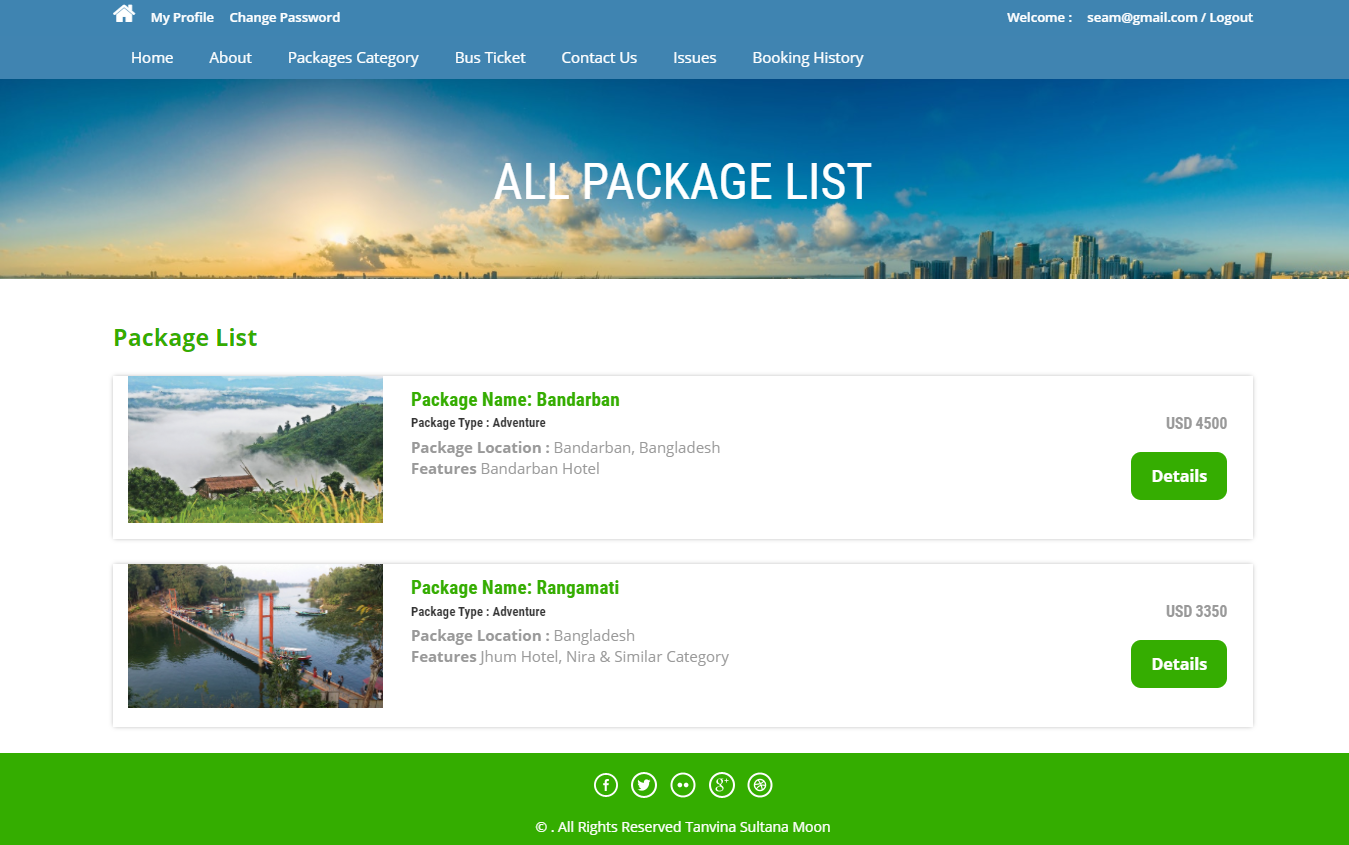 My Profile Change Password Welcome : seam@gmail.com / Logout
Home About Packages Category Bus Ticket Contact Us Issues Booking History
ALL PACKAGE LIST
Package List
Package Name: Bandarban
Package Type : Adventure
USD 4500
Package Location : Bandarban, Bangladesh
Features Bandarban Hotel
Details
Package Name: Rangamati
Package Type : Adventure
USD 3350
Package Location : Bangladesh
Features Jhum Hotel, Nira & Similar Category
Details
© . All Rights Reserved Tanvina Sultana Moon